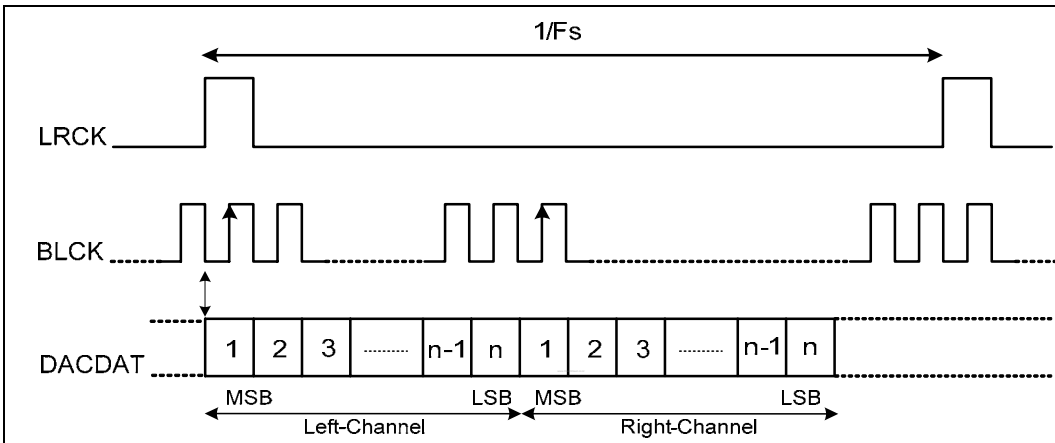 1/Fs
LRCK
BLCK
DACDAT
1 2 3 ........ n-1 n 1 2 3 ........ n-1 n
MSB LSB MSB LSB
Left-Channel Right-Channel